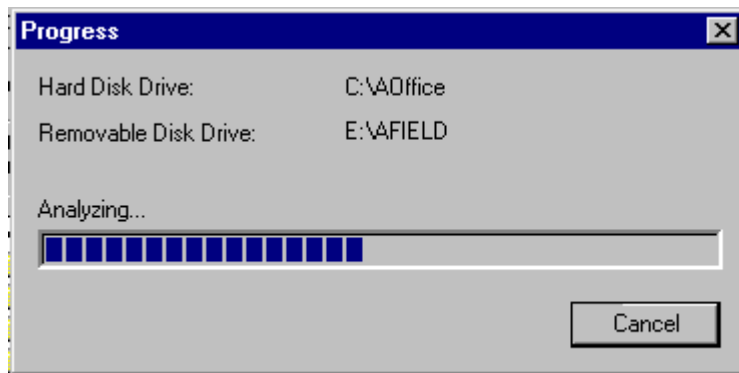 Progress
Hard Disk Drive: C:\AOffice
Removable Disk Drive: E:\AFIELD
Analyzing...
Cancel